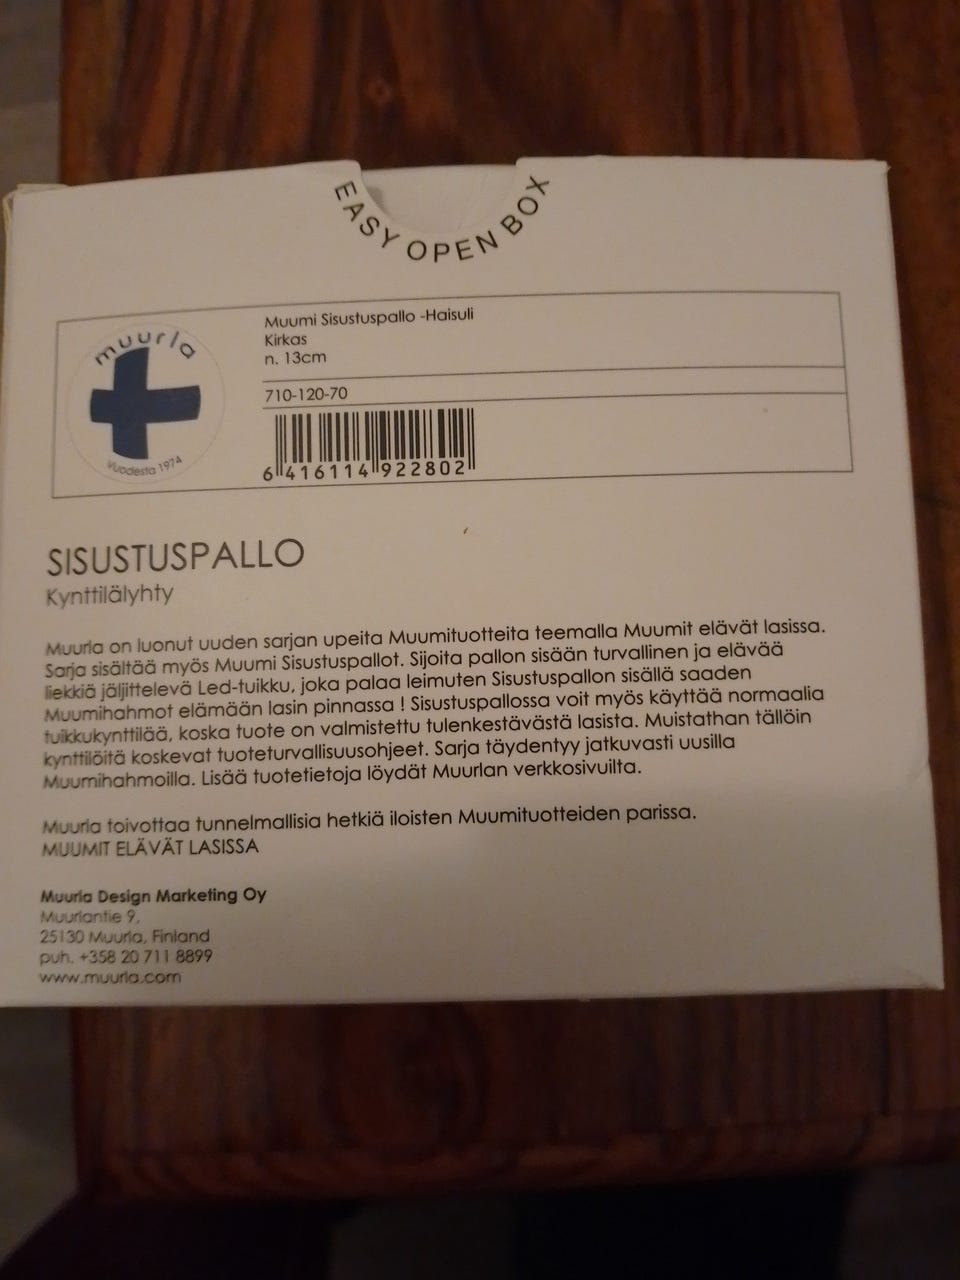 EASY OPEN BOX
muurla
Vuodesta 1974
Muumi Sisustuspallo -Haisuli
Kirkas
n. 13cm
710-120-70
6 416114 922802
SISUSTUSPALLO
Kynttilälyhty
Muurla on luonut uuden sarjan upeita Muumituotteita teemalla Muumit elävät lasissa.
Sarja sisältää myös Muumi Sisustuspallot. Sijoita pallon sisään turvallinen ja elävää
liekkiä jäljittelevä Led-tuikku, joka palaa leimuten Sisustuspallon sisällä saaden
Muumihahmot elämään lasin pinnassa ! Sisustuspallossa voit myös käyttää normaalia
tuikkukynttilää, koska tuote on valmistettu tulenkestävästä lasista. Muistathan tällöin
kynttilöitä koskevat tuoteturvallisuusohjeet. Sarja täydentyy jatkuvasti uusilla
Muumihahmoilla. Lisää tuotetietoja löydät Muurlan verkkosivuilta.
Muurla toivottaa tunnelmallisia hetkiä iloisten Muumituotteiden parissa.
MUUMIT ELÄVÄT LASISSA
Muurla Design Marketing Oy
Muurlantie 9,
25130 Muurla, Finland
puh. +358 20 711 8899
www.muurla.com